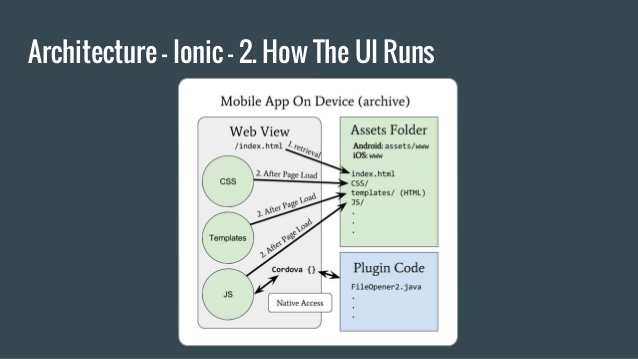 Architecture - Ionic - 2. How The UI Runs
Mobile App On Device (archive)
Web View
/index.html
1. retrieval
CSS
2. After Page Load
Templates
2. After Page Load
JS
2. After Page Load
Cordova {}
Native Access
Assets Folder
Android: assets/www
iOS: www
index.html
CSS/
templates/ (HTML)
JS/
.
.
.
Plugin Code
FileOpener2.java
.
.
.